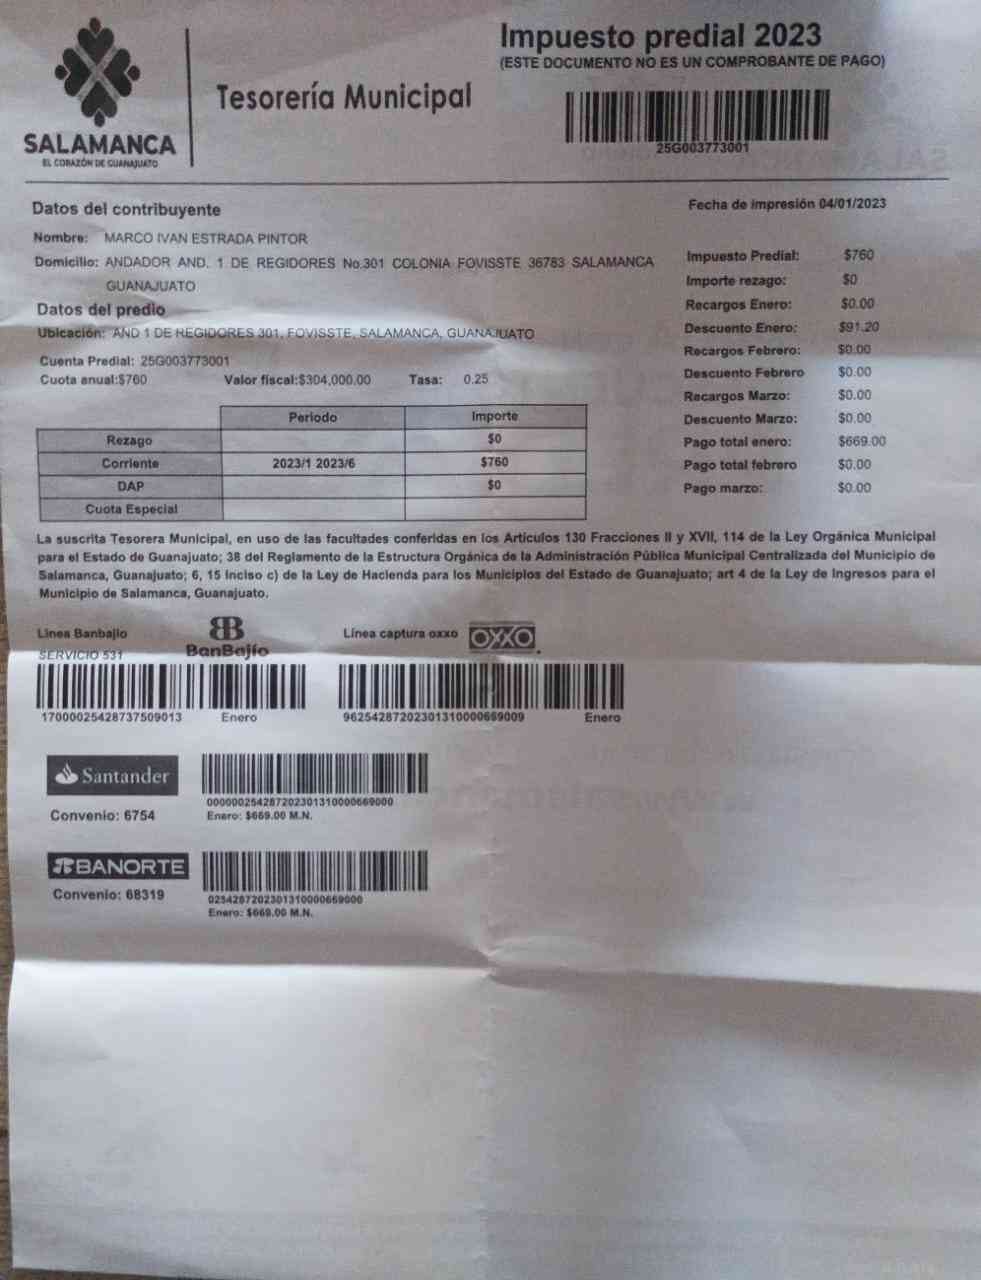 Impuesto predial 2023
(ESTE DOCUMENTO NO ES UN COMPROBANTE DE PAGO)
Tesorería Municipal
SALAMANCA
EL CORAZÓN DE GUANAJUATO
25G003773001
Datos del contribuyente
Fecha de impresión 04/01/2023
Nombre: MARCO IVAN ESTRADA PINTOR
Domicilio: ANDADOR AND. 1 DE REGIDORES No.301 COLONIA FOVISSTE 36783 SALAMANCA
GUANAJUATO
Datos del predio
Ubicación: AND 1 DE REGIDORES 301, FOVISSTE, SALAMANCA, GUANAJUATO
Cuenta Predial: 25G003773001
Cuota anual:$760 Valor fiscal:$304,000.00 Tasa: 0.25
Impuesto Predial: $760
Importe rezago: $0
Recargos Enero: $0.00
Descuento Enero: $91.20
Recargos Febrero: $0.00
Descuento Febrero $0.00
Recargos Marzo: $0.00
Descuento Marzo: $0.00
Pago total enero: $669.00
Pago total febrero $0.00
Pago marzo: $0.00
Periodo Importe
Rezago $0
Corriente 2023/1 2023/6 $760
DAP $0
Cuota Especial
La suscrita Tesorera Municipal, en uso de las facultades conferidas en los Artículos 130 Fracciones II y XVII, 114 de la Ley Orgánica Municipal
para el Estado de Guanajuato; 38 del Reglamento de la Estructura Orgánica de la Administración Pública Municipal Centralizada del Municipio de
Salamanca, Guanajuato; 6, 15 inciso c) de la Ley de Hacienda para los Municipios del Estado de Guanajuato; art 4 de la Ley de Ingresos para el
Municipio de Salamanca, Guanajuato.
Línea Banbajío BanBajío Línea captura oxxo OXXO
SERVICIO 531
17000025428737509013 Enero 96254287202301310000669009 Enero
Santander
0000002542872023013100006 69000
Convenio: 6754 Enero: $669.00 M.N.
BANORTE
Convenio: 68319 0254287202301310000669000
Enero: $669.00 M.N.